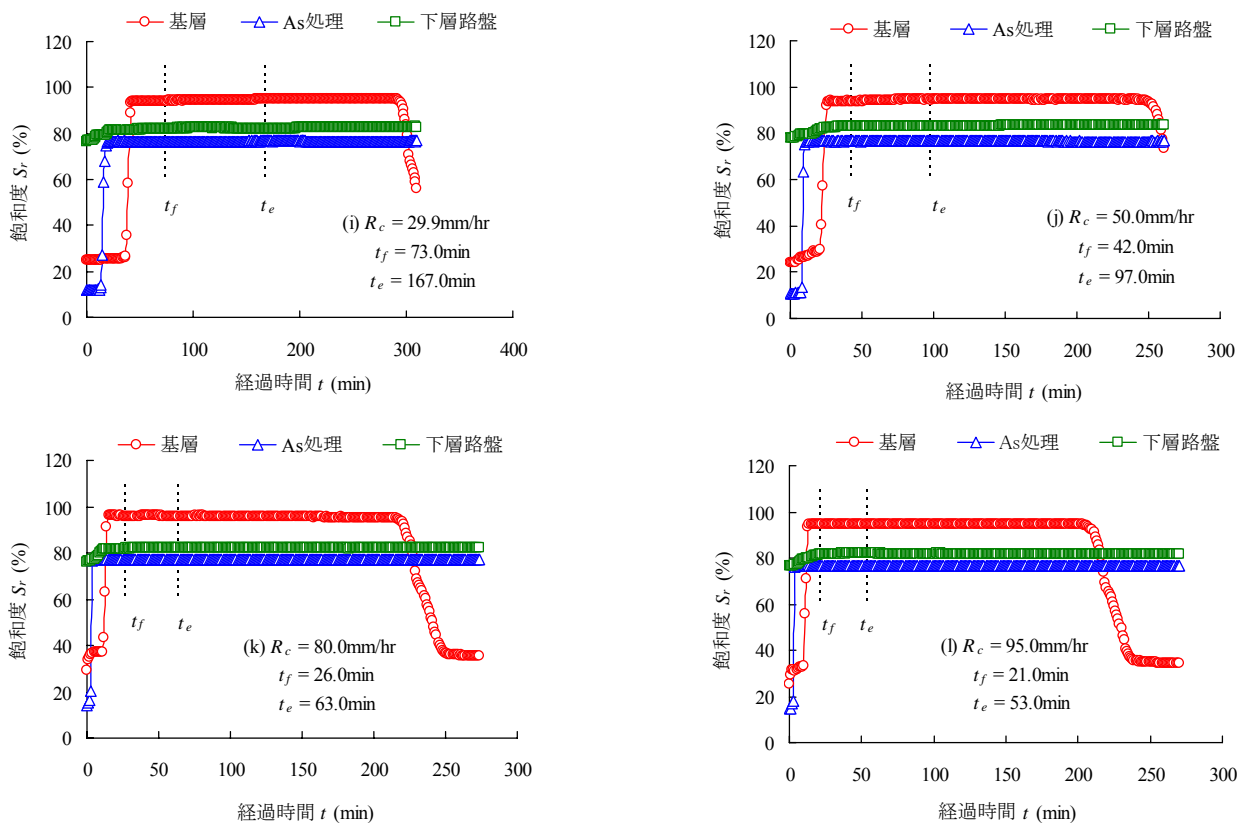 基層 As処理 下層路盤
120
100
80
60
40
20
0
飽和度 Sr (%)
tf
te
(i) Rc = 29.9mm/hr
tf = 73.0min
te = 167.0min
0 100 200 300 400
経過時間 t (min)
基層 As処理 下層路盤
120
100
80
60
40
20
0
飽和度 Sr (%)
tf
te
(j) Rc = 50.0mm/hr
tf = 42.0min
te = 97.0min
0 50 100 150 200 250 300
経過時間 t (min)
基層 As処理 下層路盤
120
100
80
60
40
20
0
飽和度 Sr (%)
tf
te
(k) Rc = 80.0mm/hr
tf = 26.0min
te = 63.0min
0 50 100 150 200 250 300
経過時間 t (min)
基層 As処理 下層路盤
120
100
80
60
40
20
0
飽和度 Sr (%)
tf
te
(l) Rc = 95.0mm/hr
tf = 21.0min
te = 53.0min
0 50 100 150 200 250 300
経過時間 t (min)